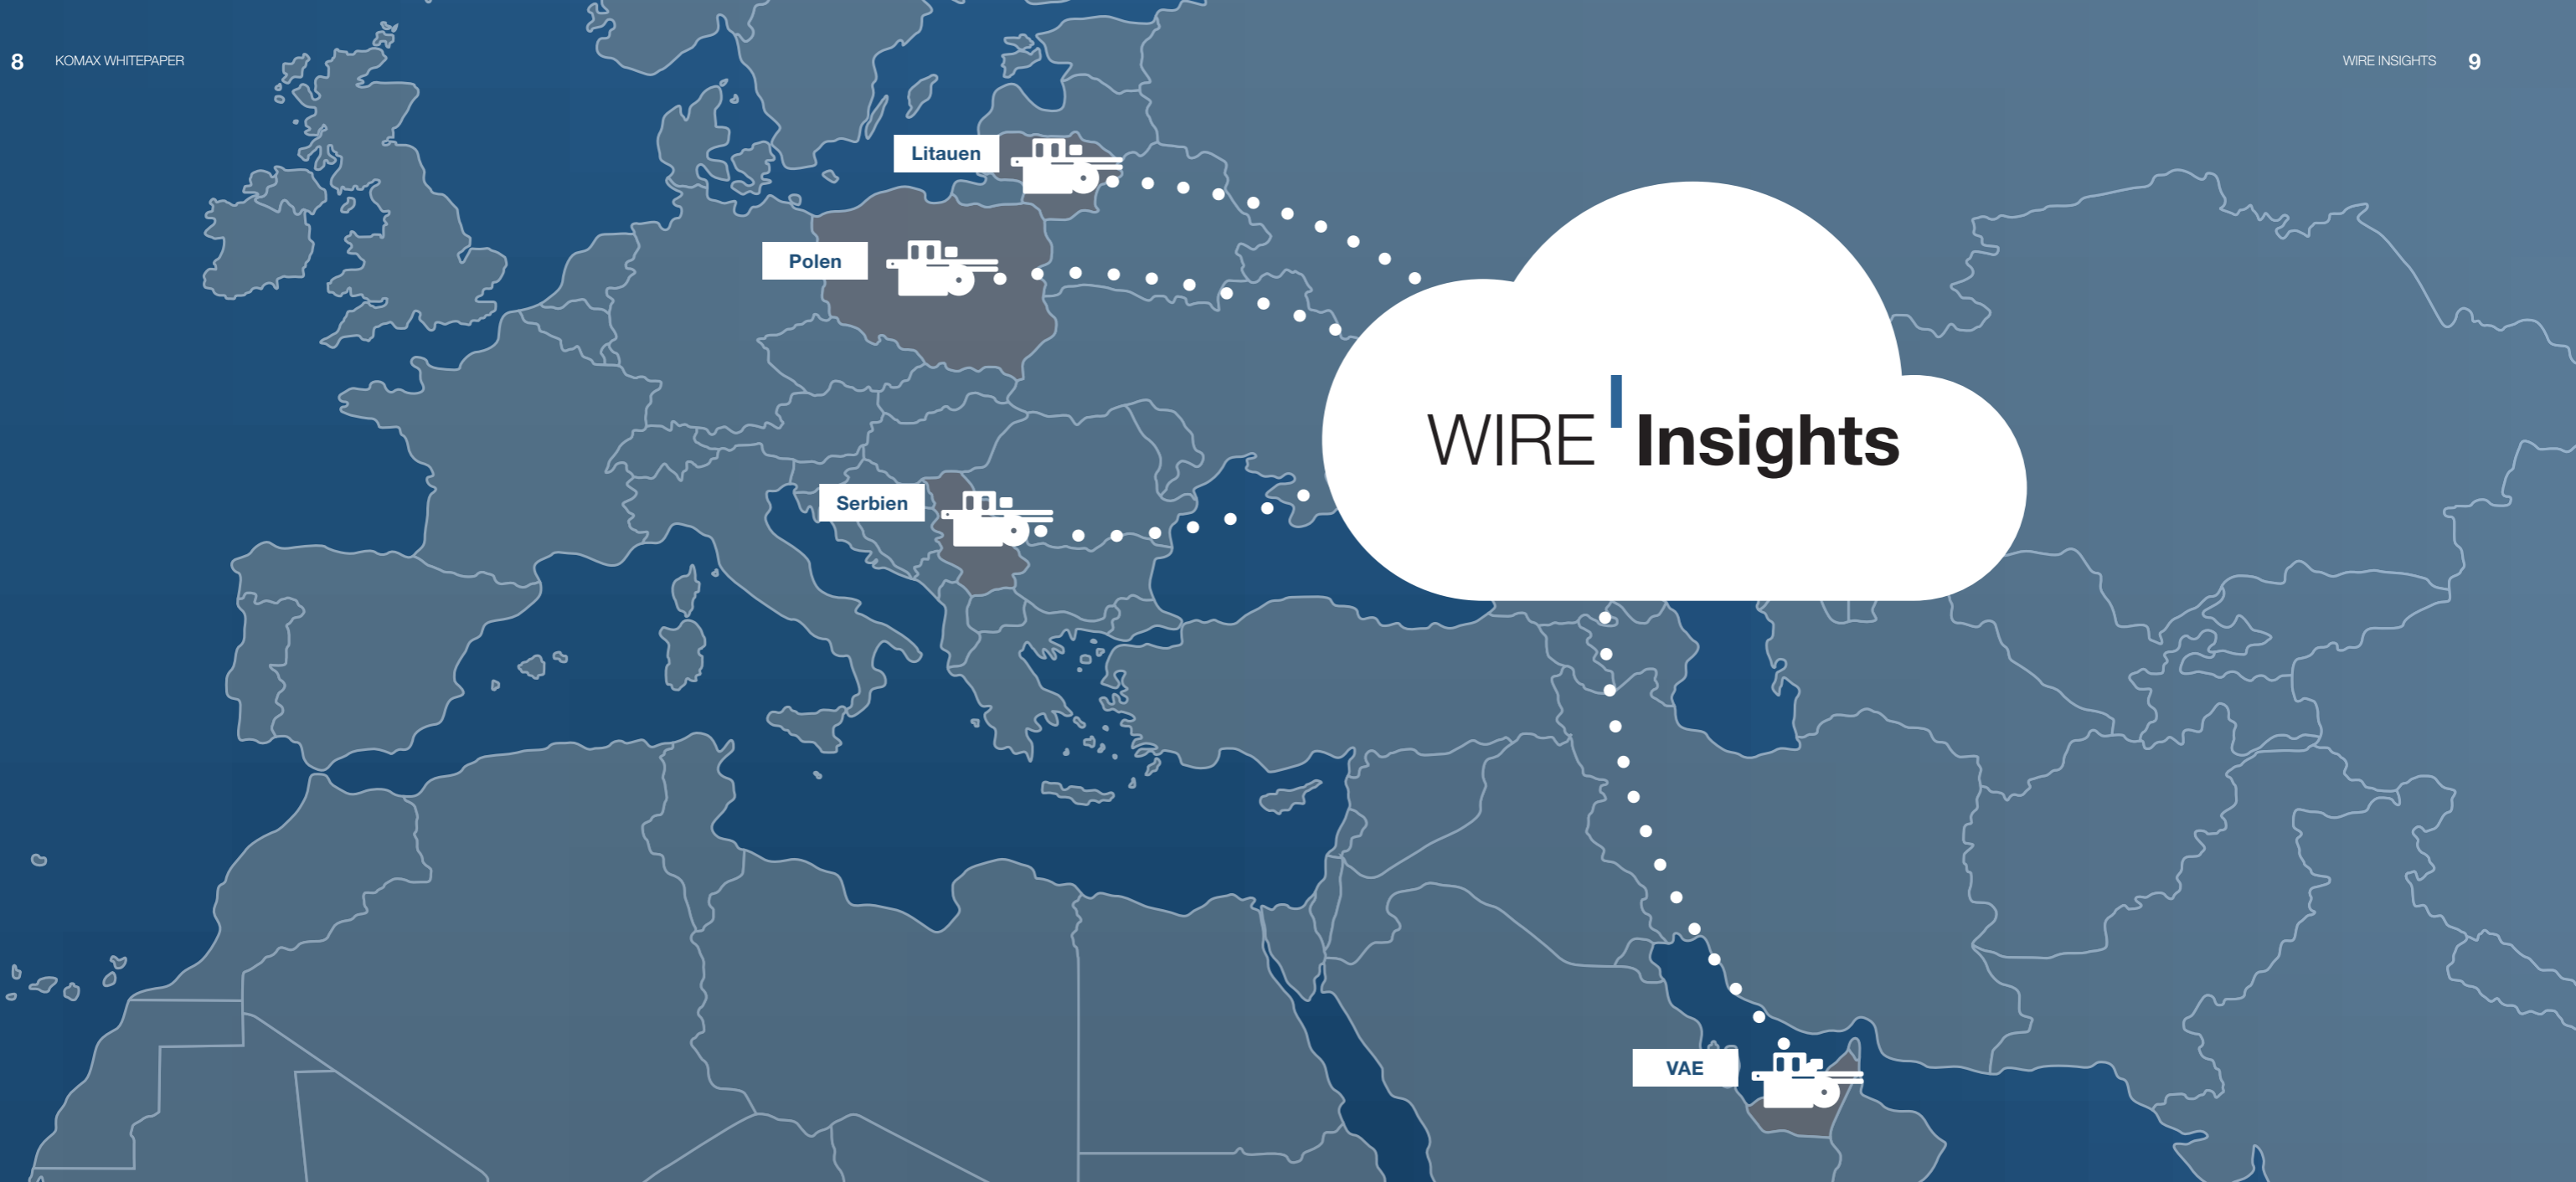 8 KOMAX WHITEPAPER
WIRE INSIGHTS 9
Litauen
Polen
WIRE Insights
Serbien
VAE